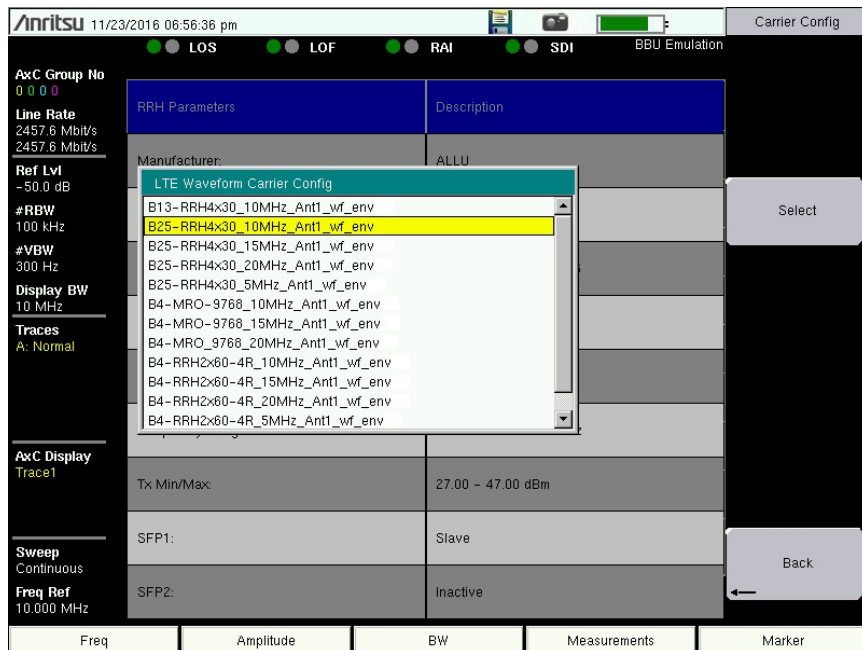 Anritsu 11/23/2016 06:56:36 pm
Carrier Config
LOS LOF RAI SDI BBU Emulation
AxC Group No
0 0 0 0
Line Rate
2457.6 Mbit/s
2457.6 Mbit/s
Ref Lvl
-50.0 dB
#RBW
100 kHz
#VBW
300 Hz
Display BW
10 MHz
Traces
A: Normal
AxC Display
Trace1
Sweep
Continuous
Freq Ref
10.000 MHz
RRH Parameters Description
Manufacturer: ALLU
LTE Waveform Carrier Config
B13-RRH4x30_10MHz_Ant1_wf_env
B25-RRH4x30_10MHz_Ant1_wf_env
B25-RRH4x30_15MHz_Ant1_wf_env
B25-RRH4x30_20MHz_Ant1_wf_env
B25-RRH4x30_5MHz_Ant1_wf_env
B4-MRO-9768_10MHz_Ant1_wf_env
B4-MRO-9768_15MHz_Ant1_wf_env
B4-MRO_9768_20MHz_Ant1_wf_env
B4-RRH2x60-4R_10MHz_Ant1_wf_env
B4-RRH2x60-4R_15MHz_Ant1_wf_env
B4-RRH2x60-4R_20MHz_Ant1_wf_env
B4-RRH2x60-4R_5MHz_Ant1_wf_env
Tx Min/Max: 27.00 - 47.00 dBm
SFP1: Slave
SFP2: Inactive
Select
Back
Freq Amplitude BW Measurements Marker